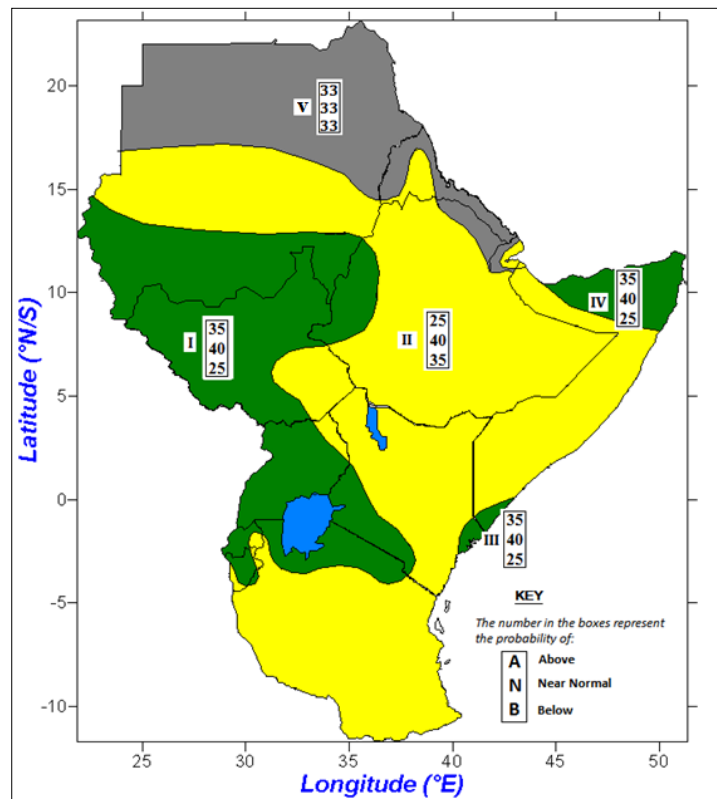 20
15
10
5
0
-5
-10
Latitude (°N/S)
V
33
33
33
IV
35
40
25
I
35
40
25
II
25
40
35
III
35
40
25
KEY
The number in the boxes represent
the probability of:
A Above
N Near Normal
B Below
25 30 35 40 45 50
Longitude (°E)